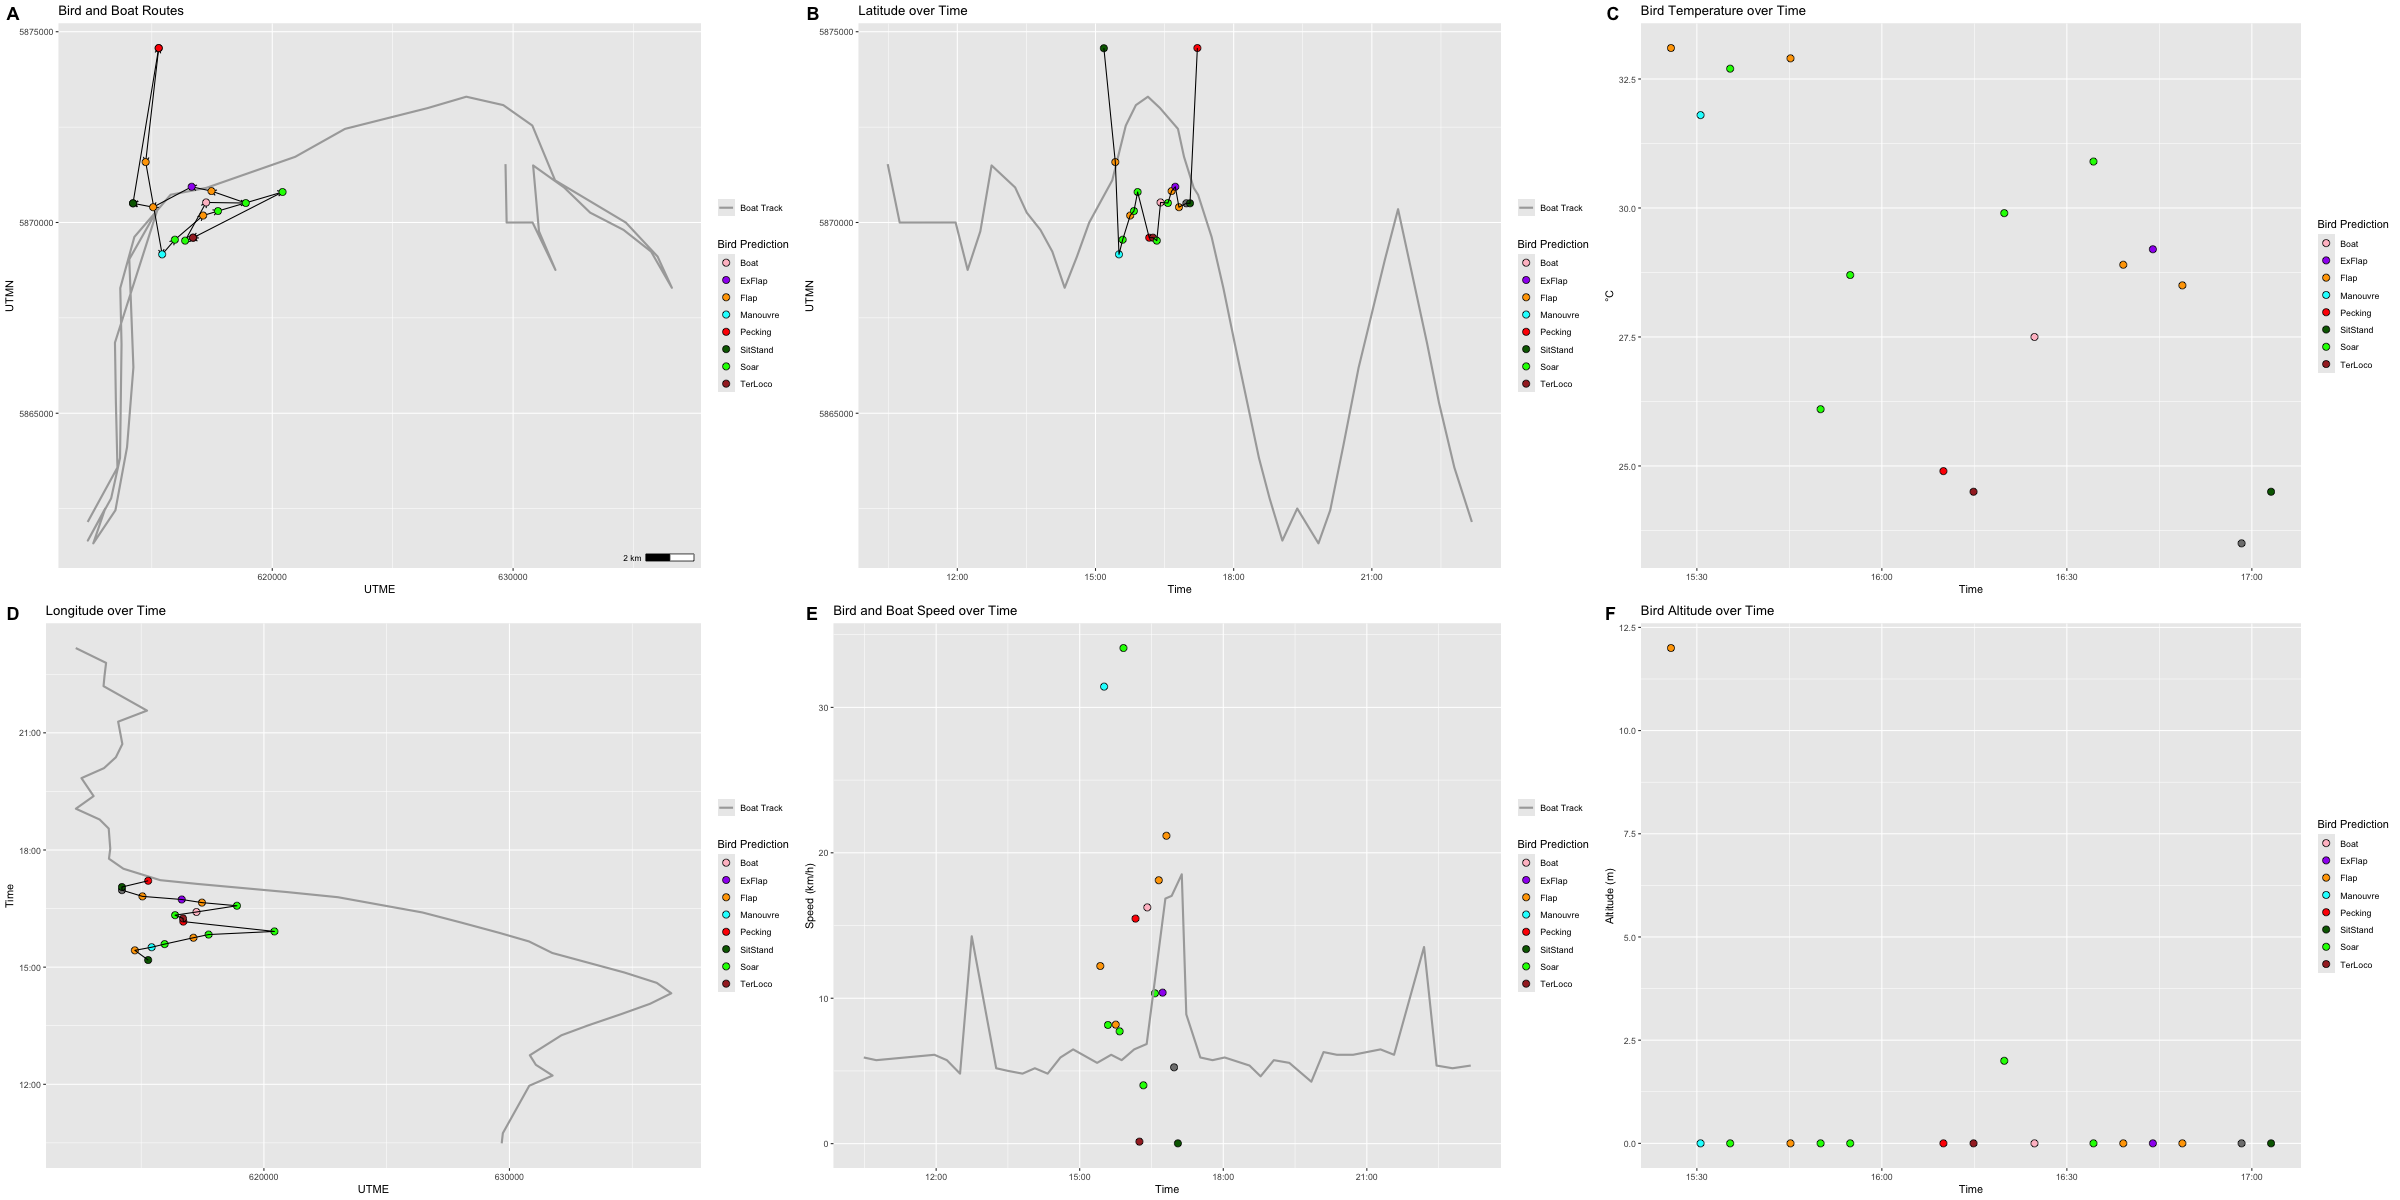 A Bird and Boat Routes
5875000
5870000
5865000
UTMN
620000
630000
UTME
2 km
Boat Track
Bird Prediction
Boat
ExFlap
Flap
Manouvre
Pecking
SitStand
Soar
TerLoco
B Latitude over Time
5875000
5870000
5865000
UTMN
12:00
15:00
18:00
21:00
Time
Boat Track
Bird Prediction
Boat
ExFlap
Flap
Manouvre
Pecking
SitStand
Soar
TerLoco
C Bird Temperature over Time
32.5
30.0
27.5
25.0
°C
15:30
16:00
16:30
17:00
Time
Bird Prediction
Boat
ExFlap
Flap
Manouvre
Pecking
SitStand
Soar
TerLoco
D Longitude over Time
21:00
18:00
15:00
12:00
Time
620000
630000
UTME
Boat Track
Bird Prediction
Boat
ExFlap
Flap
Manouvre
Pecking
SitStand
Soar
TerLoco
E Bird and Boat Speed over Time
30
20
10
0
Speed (km/h)
12:00
15:00
18:00
21:00
Time
Boat Track
Bird Prediction
Boat
ExFlap
Flap
Manouvre
Pecking
SitStand
Soar
TerLoco
F Bird Altitude over Time
12.5
10.0
7.5
5.0
2.5
0.0
Altitude (m)
15:30
16:00
16:30
17:00
Time
Bird Prediction
Boat
ExFlap
Flap
Manouvre
Pecking
SitStand
Soar
TerLoco